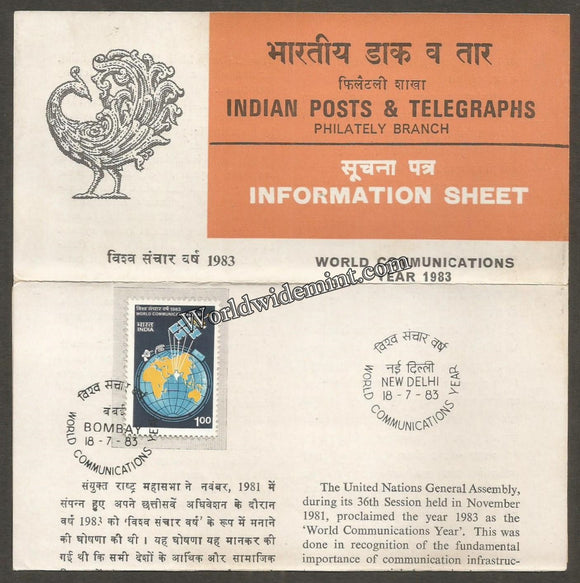 भारतीय डाक व तार
फिलैटली शाखा
INDIAN POSTS & TELEGRAPHS
PHILATELY BRANCH
सूचना पत्र
INFORMATION SHEET
विश्व संचार वर्ष 1983
WORLD COMMUNICATIONS
YEAR 1983
Worldwidemint.com
विश्व संचार वर्ष 1983
WORLD COMMUNICATIONS
भारत
INDIA
1.00
विश्व संचार वर्ष
BOMBAY
18-7-83
WORLD COMMUNICATIONS YE
विश्व संचार वर्ष
नई दिल्ली
NEW DELHI
18-7-83
WORLD COMMUNICATIONS YEAR
संयुक्त राष्ट्र महासभा ने नवंबर, 1981 में
संपन्न हुए अपने छत्तीसवें अधिवेशन के दौरान
वर्ष 1983 को 'विश्व संचार वर्ष' के रूप में मनाने
की घोषणा की थी । यह घोषणा यह मानकर की
गई थी कि सभी देशों के आर्थिक और सामाजिक
The United Nations General Assembly,
during its 36th Session held in November
1981, proclaimed the year 1983 as the
'World Communications Year'. This was
done in recognition of the fundamental
importance of communication infrastruc-